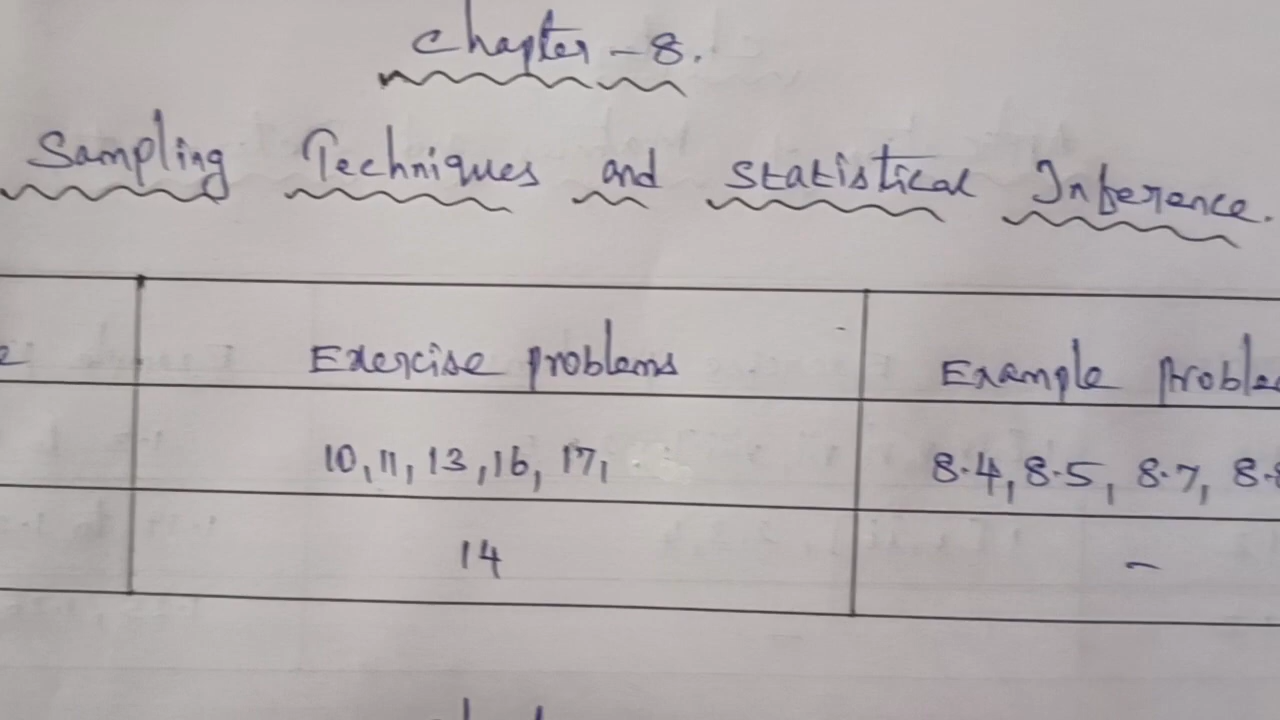 Chapter - 8.
Sampling Techniques and Statistical Inference.
Exercise problems Example
10, 11, 13, 16, 17, 8.4, 8.5, 8.7,
14 -